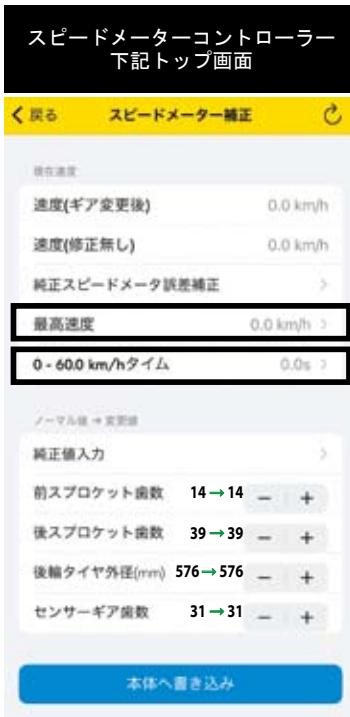 スピードメーターコントローラー
下記トップ画面
戻る スピードメーター補正
現在速度
速度(ギア変更後) 0.0 km/h
速度(修正無し) 0.0 km/h
純正スピードメータ誤差補正
最高速度 0.0 km/h
0 - 60.0 km/hタイム 0.0s
ノーマル値 → 変更値
純正値入力
前スプロケット歯数 14→14 − +
後スプロケット歯数 39→39 − +
後輪タイヤ外径(mm) 576→576 − +
センサーギア歯数 31→31 − +
本体へ書き込み